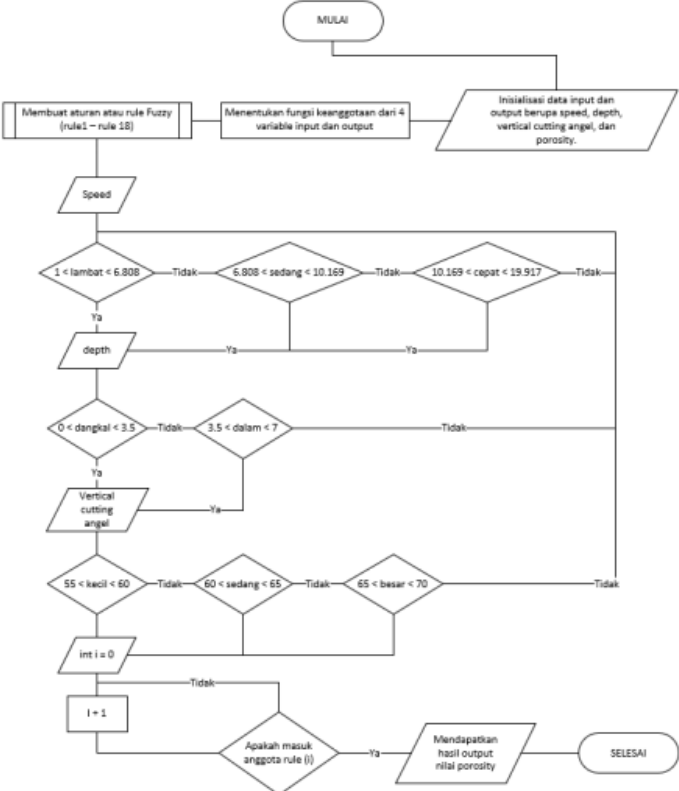 MULAI
Inisialisasi data input dan
output berupa speed, depth,
vertical cutting angel, dan
porosity.
Menentukan fungsi keanggotaan dari 4
variable input dan output
Membuat aturan atau rule Fuzzy
(rule1 – rule 18)
Speed
1 < lambat < 6.808
Tidak
6.808 < sedang < 10.169
Tidak
10.169 < cepat < 19.917
Tidak
Ya
depth
Ya
Ya
0 < dangkal < 3.5
Tidak
3.5 < dalam < 7
Tidak
Ya
Vertical
cutting
angel
Ya
55 < kecil < 60
Tidak
60 < sedang < 65
Tidak
65 < besar < 70
Tidak
int i = 0
Tidak
I + 1
Apakah masuk
anggota rule (i)
Ya
Mendapatkan
hasil output
nilai porosity
SELESAI